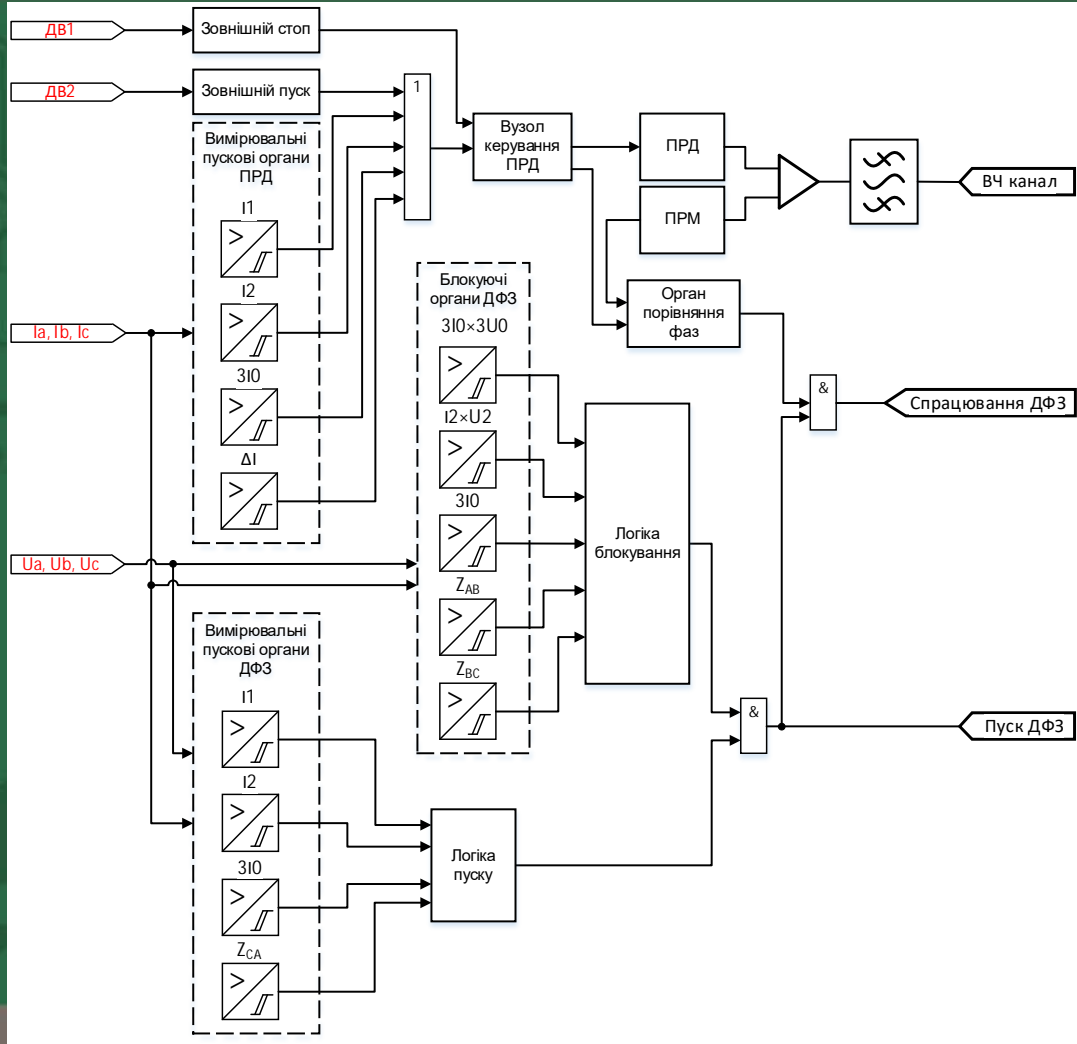 ДВ1
Зовнішній стоп
ДВ2
Зовнішній пуск
1
Вимірювальні
пускові органи
ПРД
I1
I2
3I0
ΔI
Вузол
керування
ПРД
ПРД
ПРМ
ВЧ канал
Блокуючі
органи ДФЗ
3I0×3U0
I2×U2
3I0
Z_AB
Z_BC
Орган
порівняння
фаз
Ia, Ib, Ic
&
Спрацювання ДФЗ
Логіка
блокування
Ua, Ub, Uc
Вимірювальні
пускові органи
ДФЗ
I1
I2
3I0
Z_CA
&
Пуск ДФЗ
Логіка
пуску